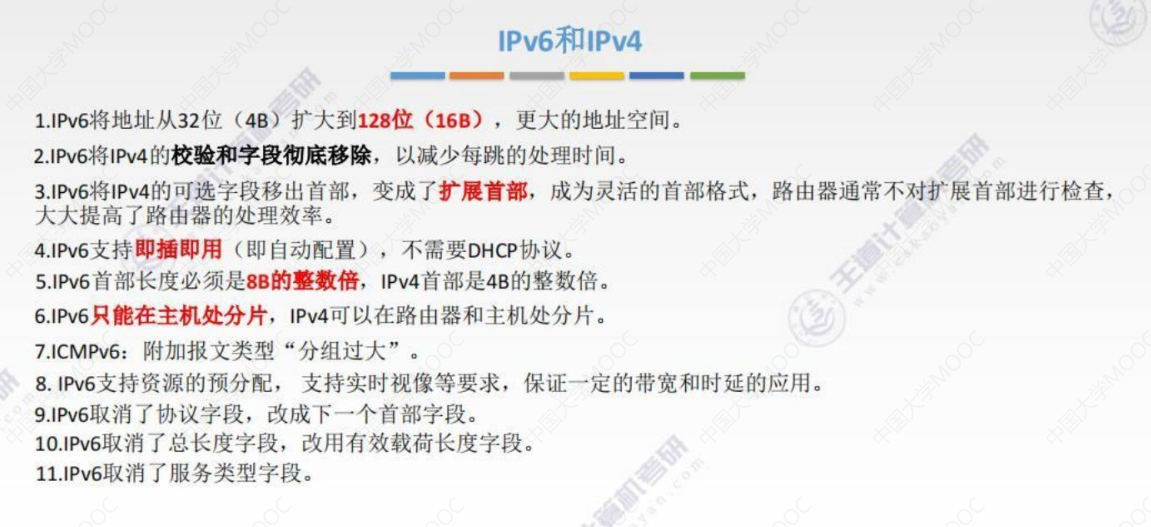 IPv6和IPv4
1.IPv6将地址从32位（4B）扩大到128位（16B），更大的地址空间。
2.IPv6将IPv4的校验和字段彻底移除，以减少每跳的处理时间。
3.IPv6将IPv4的可选字段移出首部，变成了扩展首部，成为灵活的首部格式，路由器通常不对扩展首部进行检查，
大大提高了路由器的处理效率。
4.IPv6支持即插即用（即自动配置），不需要DHCP协议。
5.IPv6首部长度必须是8B的整数倍，IPv4首部是4B的整数倍。
6.IPv6只能在主机处分片，IPv4可以在路由器和主机处分片。
7.ICMPv6：附加报文类型“分组过大”。
8. IPv6支持资源的预分配， 支持实时视像等要求，保证一定的带宽和时延的应用。
9.IPv6取消了协议字段，改成下一个首部字段。
10.IPv6取消了总长度字段，改用有效载荷长度字段。
11.IPv6取消了服务类型字段。
王道计算机考研
中国大学MOOC